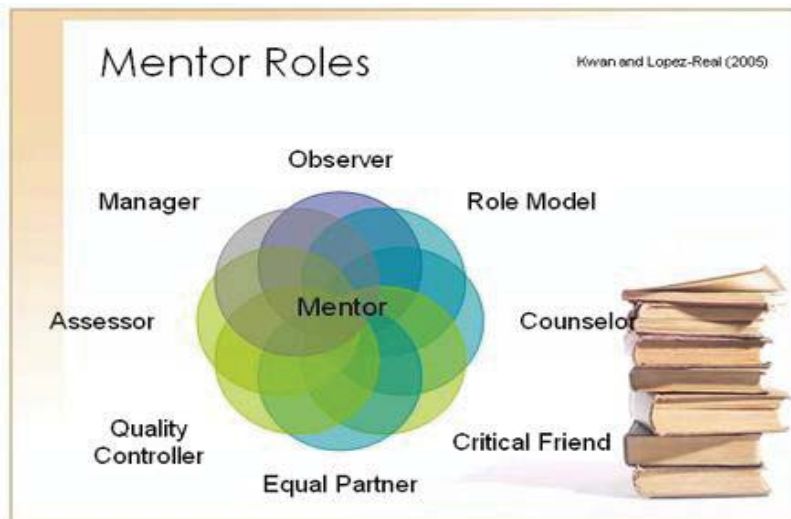 Mentor Roles
Kwan and Lopez-Real (2005)
Observer
Manager
Role Model
Mentor
Assessor
Counselor
Quality
Controller
Critical Friend
Equal Partner